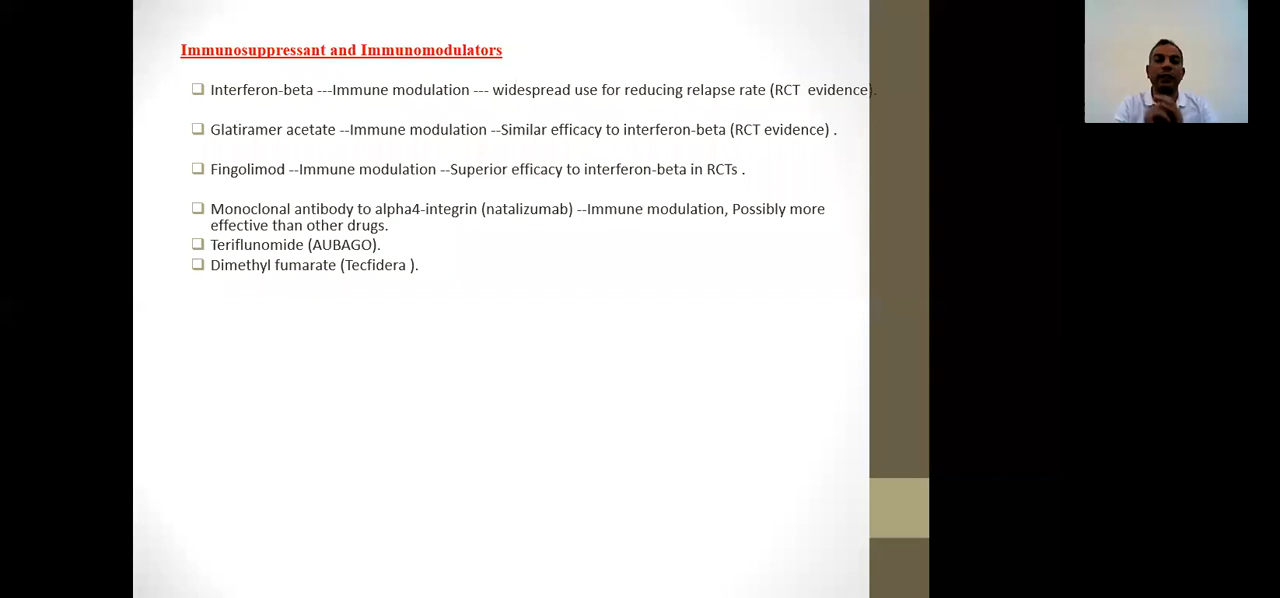 Immunosuppressant and Immunomodulators
Interferon-beta ---Immune modulation --- widespread use for reducing relapse rate (RCT evidence).
Glatiramer acetate --Immune modulation --Similar efficacy to interferon-beta (RCT evidence) .
Fingolimod --Immune modulation --Superior efficacy to interferon-beta in RCTs .
Monoclonal antibody to alpha4-integrin (natalizumab) --Immune modulation, Possibly more
effective than other drugs.
Teriflunomide (AUBAGO).
Dimethyl fumarate (Tecfidera ).